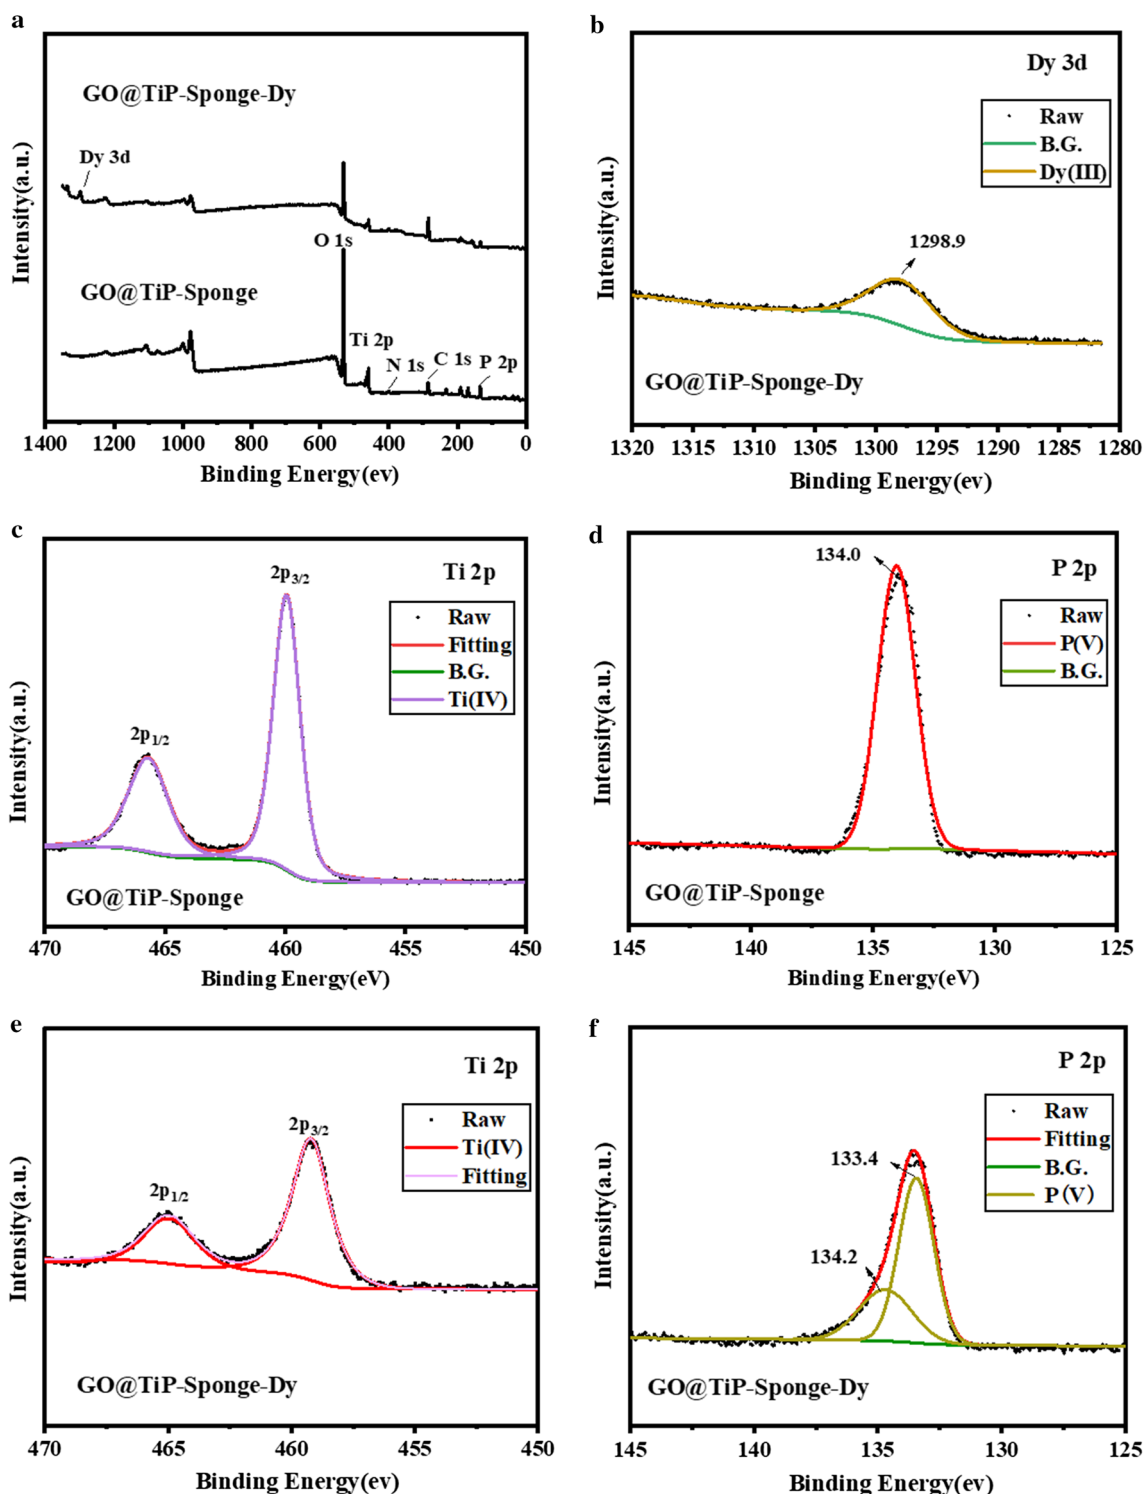 a
GO@TiP-Sponge-Dy
Dy 3d
O 1s
GO@TiP-Sponge
Ti 2p
N 1s
C 1s
P 2p
Intensity(a.u.)
1400 1200 1000 800 600 400 200 0
Binding Energy(ev)
b
Dy 3d
Raw
B.G.
Dy(III)
1298.9
GO@TiP-Sponge-Dy
Intensity(a.u.)
1320 1315 1310 1305 1300 1295 1290 1285 1280
Binding Energy(ev)
c
Ti 2p
2p3/2
Raw
Fitting
B.G.
Ti(IV)
2p1/2
GO@TiP-Sponge
Intensity(a.u.)
470 465 460 455 450
Binding Energy(eV)
d
134.0
P 2p
Raw
P(V)
B.G.
GO@TiP-Sponge
Intensity(a.u.)
145 140 135 130 125
Binding Energy(eV)
e
Ti 2p
2p3/2
Raw
Ti(IV)
Fitting
2p1/2
GO@TiP-Sponge-Dy
Intensity(a.u.)
470 465 460 455 450
Binding Energy(ev)
f
P 2p
Raw
Fitting
B.G.
P(V)
133.4
134.2
GO@TiP-Sponge-Dy
Intensity(a.u.)
145 140 135 130 125
Binding Energy(ev)